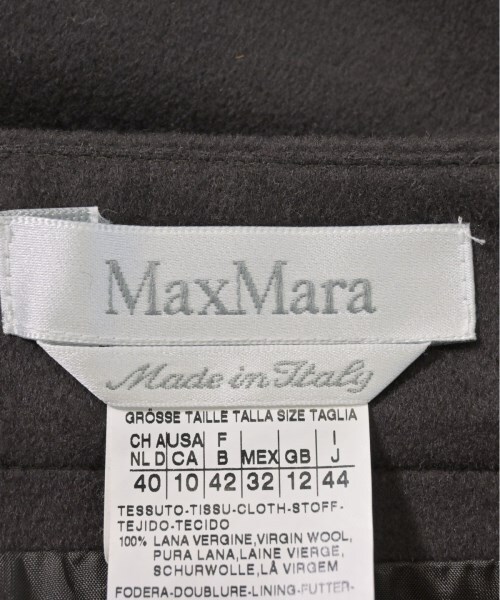 MaxMara
Made in Italy
GRÖSSE TAILLE TALLA SIZE TAGLIA
CH A USA F I
NL D CA B MEX GB J
40 10 42 32 12 44
TESSUTO-TISSU-CLOTH-STOFF-
TEJIDO-TECIDO
100% LANA VERGINE,VIRGIN WOOL,
PURA LANA,LAINE VIERGE,
SCHURWOLLE,LÃ VIRGEM
FODERA-DOUBLURE-LINING-FUTTER-